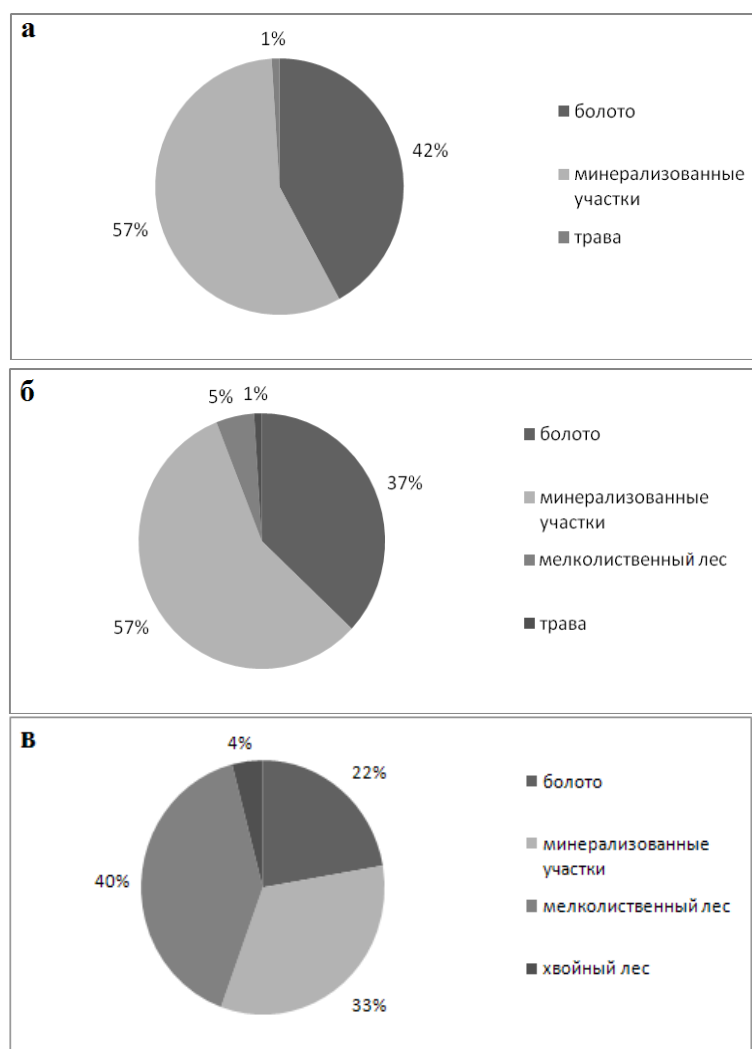 а
1%
болото
42%
минерализованные
участки
57%
трава
б
5% 1%
болото
37%
минерализованные
участки
мелколиственный лес
57%
трава
в
4%
22%
болото
минерализованные
участки
40%
мелколиственный лес
хвойный лес
33%